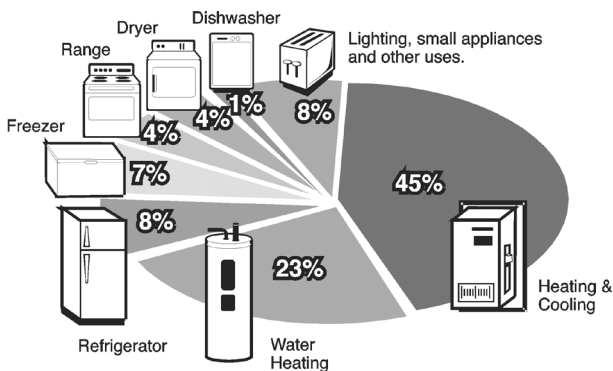 Dishwasher
Dryer
Range
Freezer
Lighting, small appliances
and other uses.
1%
4%
4%
7%
8%
8%
45%
23%
Refrigerator
Water
Heating
Heating &
Cooling